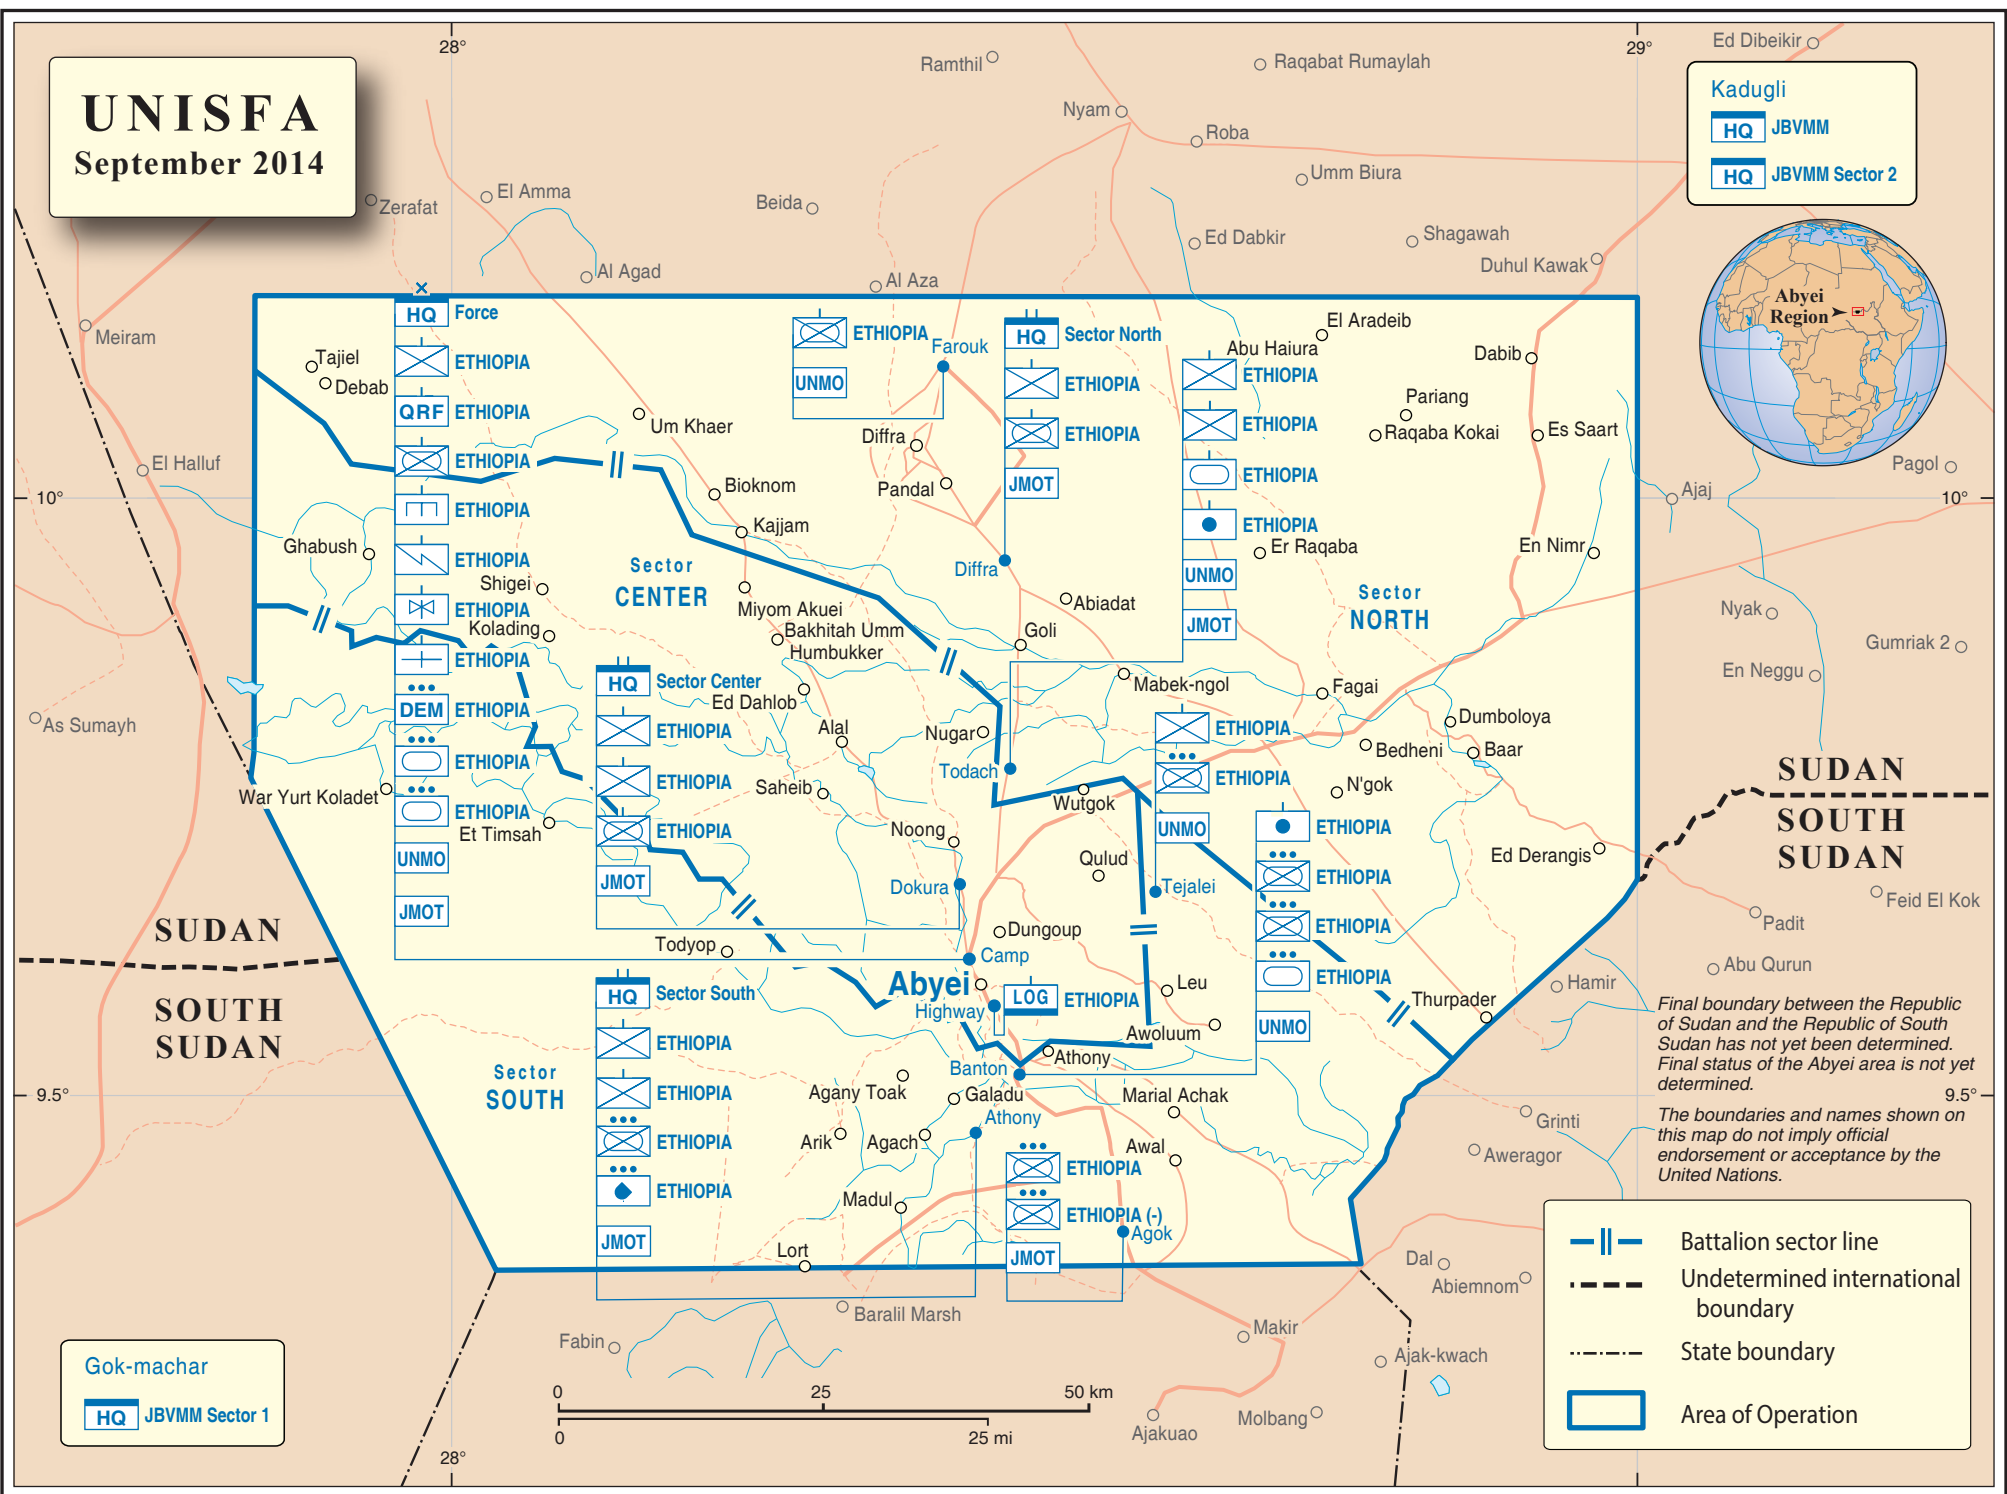 UNISFA
September 2014
28°
29°
Ramthil
Raqabat Rumaylah
Ed Dibeikir
Kadugli
HQ JBVMM
HQ JBVMM Sector 2
Nyam
Roba
Umm Biura
Zerafat
El Amma
Beida
Ed Dabkir
Shagawah
Duhul Kawak
Al Agad
Al Aza
Abyei
Region
Meiram
HQ Force
ETHIOPIA
QRF ETHIOPIA
ETHIOPIA
ETHIOPIA
ETHIOPIA
ETHIOPIA
ETHIOPIA
DEM ETHIOPIA
ETHIOPIA
ETHIOPIA
UNMO
JMOT
ETHIOPIA
UNMO
Farouk
HQ Sector North
ETHIOPIA
ETHIOPIA
JMOT
El Aradeib
Abu Haiura
ETHIOPIA
ETHIOPIA
ETHIOPIA
ETHIOPIA
UNMO
JMOT
Dabib
Pariang
Raqaba Kokai
Es Saart
Tajiel
Debab
Um Khaer
Diffra
Pandal
El Halluf
Bioknom
Kajjam
10°
10°
Pagol
Ajaj
Ghabush
Shigei
Kolading
Sector
CENTER
Miyom Akuei
Bakhitah Umm
Humbukker
Diffra
Abiadat
Goli
Er Raqaba
En Nimr
Sector
NORTH
Nyak
Gumriak 2
En Neggu
As Sumayh
HQ Sector Center
ETHIOPIA
ETHIOPIA
ETHIOPIA
JMOT
Ed Dahlob
Alal
Nugar
Todach
Saheib
Mabek-ngol
Fagai
Dumboloya
Bedheni
Baar
N'gok
ETHIOPIA
ETHIOPIA
UNMO
War Yurt Koladet
Et Timsah
Wutgok
Noong
Qulud
Dokura
Tejalei
ETHIOPIA
ETHIOPIA
ETHIOPIA
ETHIOPIA
UNMO
Ed Derangis
SUDAN
SOUTH
SUDAN
Feid El Kok
Padit
Abu Qurun
Hamir
SUDAN
SOUTH
SUDAN
Todyop
Dungoup
Camp
Abyei
Highway
LOG ETHIOPIA
Leu
Awoluum
Thurpader
HQ Sector South
ETHIOPIA
ETHIOPIA
ETHIOPIA
ETHIOPIA
JMOT
Sector
SOUTH
Athony
Banton
Agany Toak
Galadu
Athony
Marial Achak
Arik
Agach
Awal
ETHIOPIA
ETHIOPIA (-)
JMOT
Agok
Madul
Lort
9.5°
9.5°
Final boundary between the Republic
of Sudan and the Republic of South
Sudan has not yet been determined.
Final status of the Abyei area is not yet
determined.
The boundaries and names shown on
this map do not imply official
endorsement or acceptance by the
United Nations.
Grinti
Aweragor
Dal
Abiemnom
Baralil Marsh
Fabin
Makir
Ajak-kwach
Molbang
Ajakuao
Gok-machar
HQ JBVMM Sector 1
0 25 50 km
0 25 mi
28°
Battalion sector line
Undetermined international
boundary
State boundary
Area of Operation